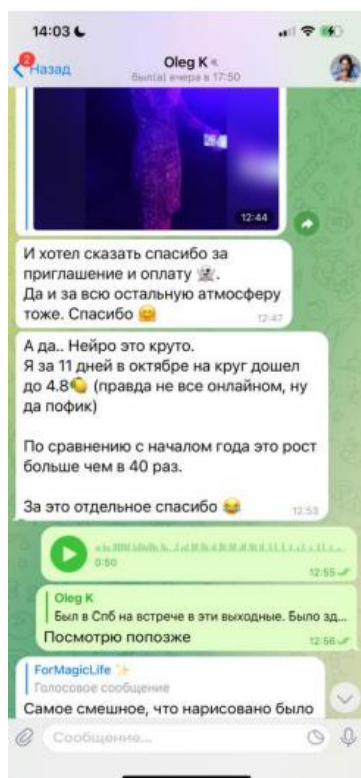 14:03
2
Назад
Oleg K
был(а) вчера в 17:50
12:44
И хотел сказать спасибо за
приглашение и оплату
Да и за всю остальную атмосферу
тоже. Спасибо 🤗
12:47
А да.. Нейро это круто.
Я за 11 дней в октябре на круг дошел
до 4.8🍋 (правда не все онлайном, ну
да пофик)
По сравнению с началом года это рост
больше чем в 40 раз.
За это отдельное спасибо 😂
12:53
0:50
12:55
Oleg K
Был в Спб на встрече в эти выходные. Было зд...
Посмотрю попозже
12:56
ForMagicLife ✨
Голосовое сообщение
Самое смешное, что нарисовано было
Сообщение...